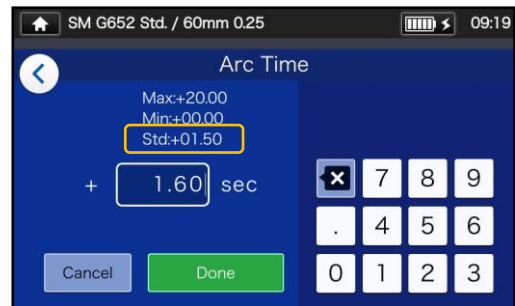 SM G652 Std. / 60mm 0.25 09:19
Arc Time
Max:+20.00
Min:+00.00
Std:+01.50
+ 1.60 sec
7 8 9
. 4 5 6
0 1 2 3
Cancel Done